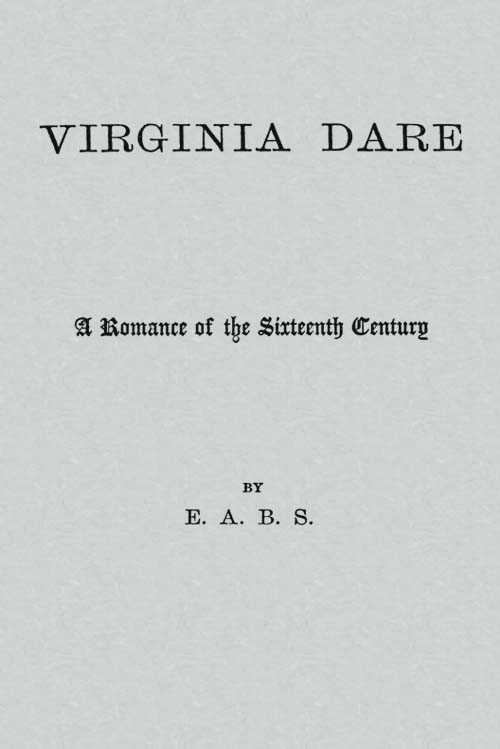 VIRGINIA DARE
A Romance of the Sixteenth Century
BY
E. A. B. S.